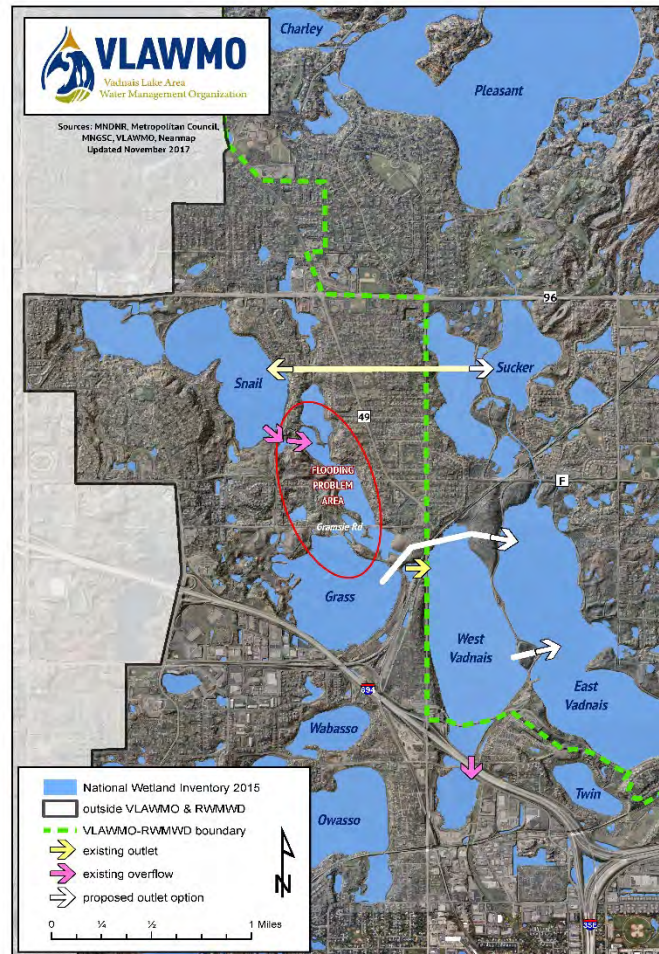 VLAWMO
Vadnais Lake Area
Water Management Organization
Sources: MNDNR, Metropolitan Council,
MNGSC, VLAWMO, Nearmap
Updated November 2017
Charley
Pleasant
96
Snail
Sucker
49
FLOODING
PROBLEM
AREA
F
Gramsie Rd
Grass
West
Vadnais
East
Vadnais
694
Wabasso
Twin
Owasso
35E
National Wetland Inventory 2015
outside VLAWMO & RWMWD
VLAWMO-RWMWD boundary
existing outlet
existing overflow
proposed outlet option
N
0 ¼ ½ 1 Miles